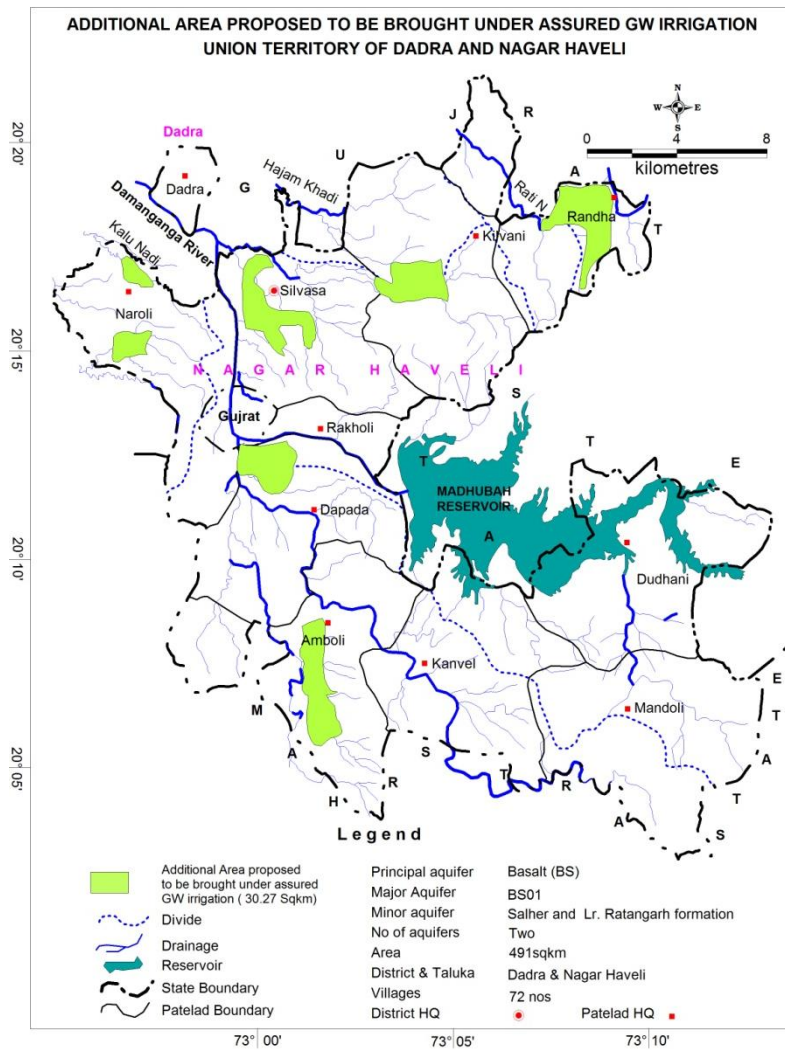 ADDITIONAL AREA PROPOSED TO BE BROUGHT UNDER ASSURED GW IRRIGATION
UNION TERRITORY OF DADRA AND NAGAR HAVELI
N
W E
S
0 4 8
kilometres
20° 20'
20° 15'
20° 10'
20° 05'
G U J R A T
Dadra
Dadra
Hajam Khadi
Rati N
Randha
Damanganga River
Kalu Nadi
Kilvani
Silvasa
Naroli
N A G A R H A V E L I
Gujrat
Rakholi
S T A T E
MADHUBAH
RESERVOIR
Dapada
Dudhani
Amboli
Kanvel
Mandoli
M A H R S T R A S T A T E
Legend
Additional Area proposed
to be brought under assured
GW irrigation ( 30.27 Sqkm)
Divide
Drainage
Reservoir
State Boundary
Patelad Boundary
Principal aquifer Basalt (BS)
Major Aquifer BS01
Minor aquifer Salher and Lr. Ratangarh formation
No of aquifers Two
Area 491sqkm
District & Taluka Dadra & Nagar Haveli
Villages 72 nos
District HQ Patelad HQ
73° 00' 73° 05' 73° 10'